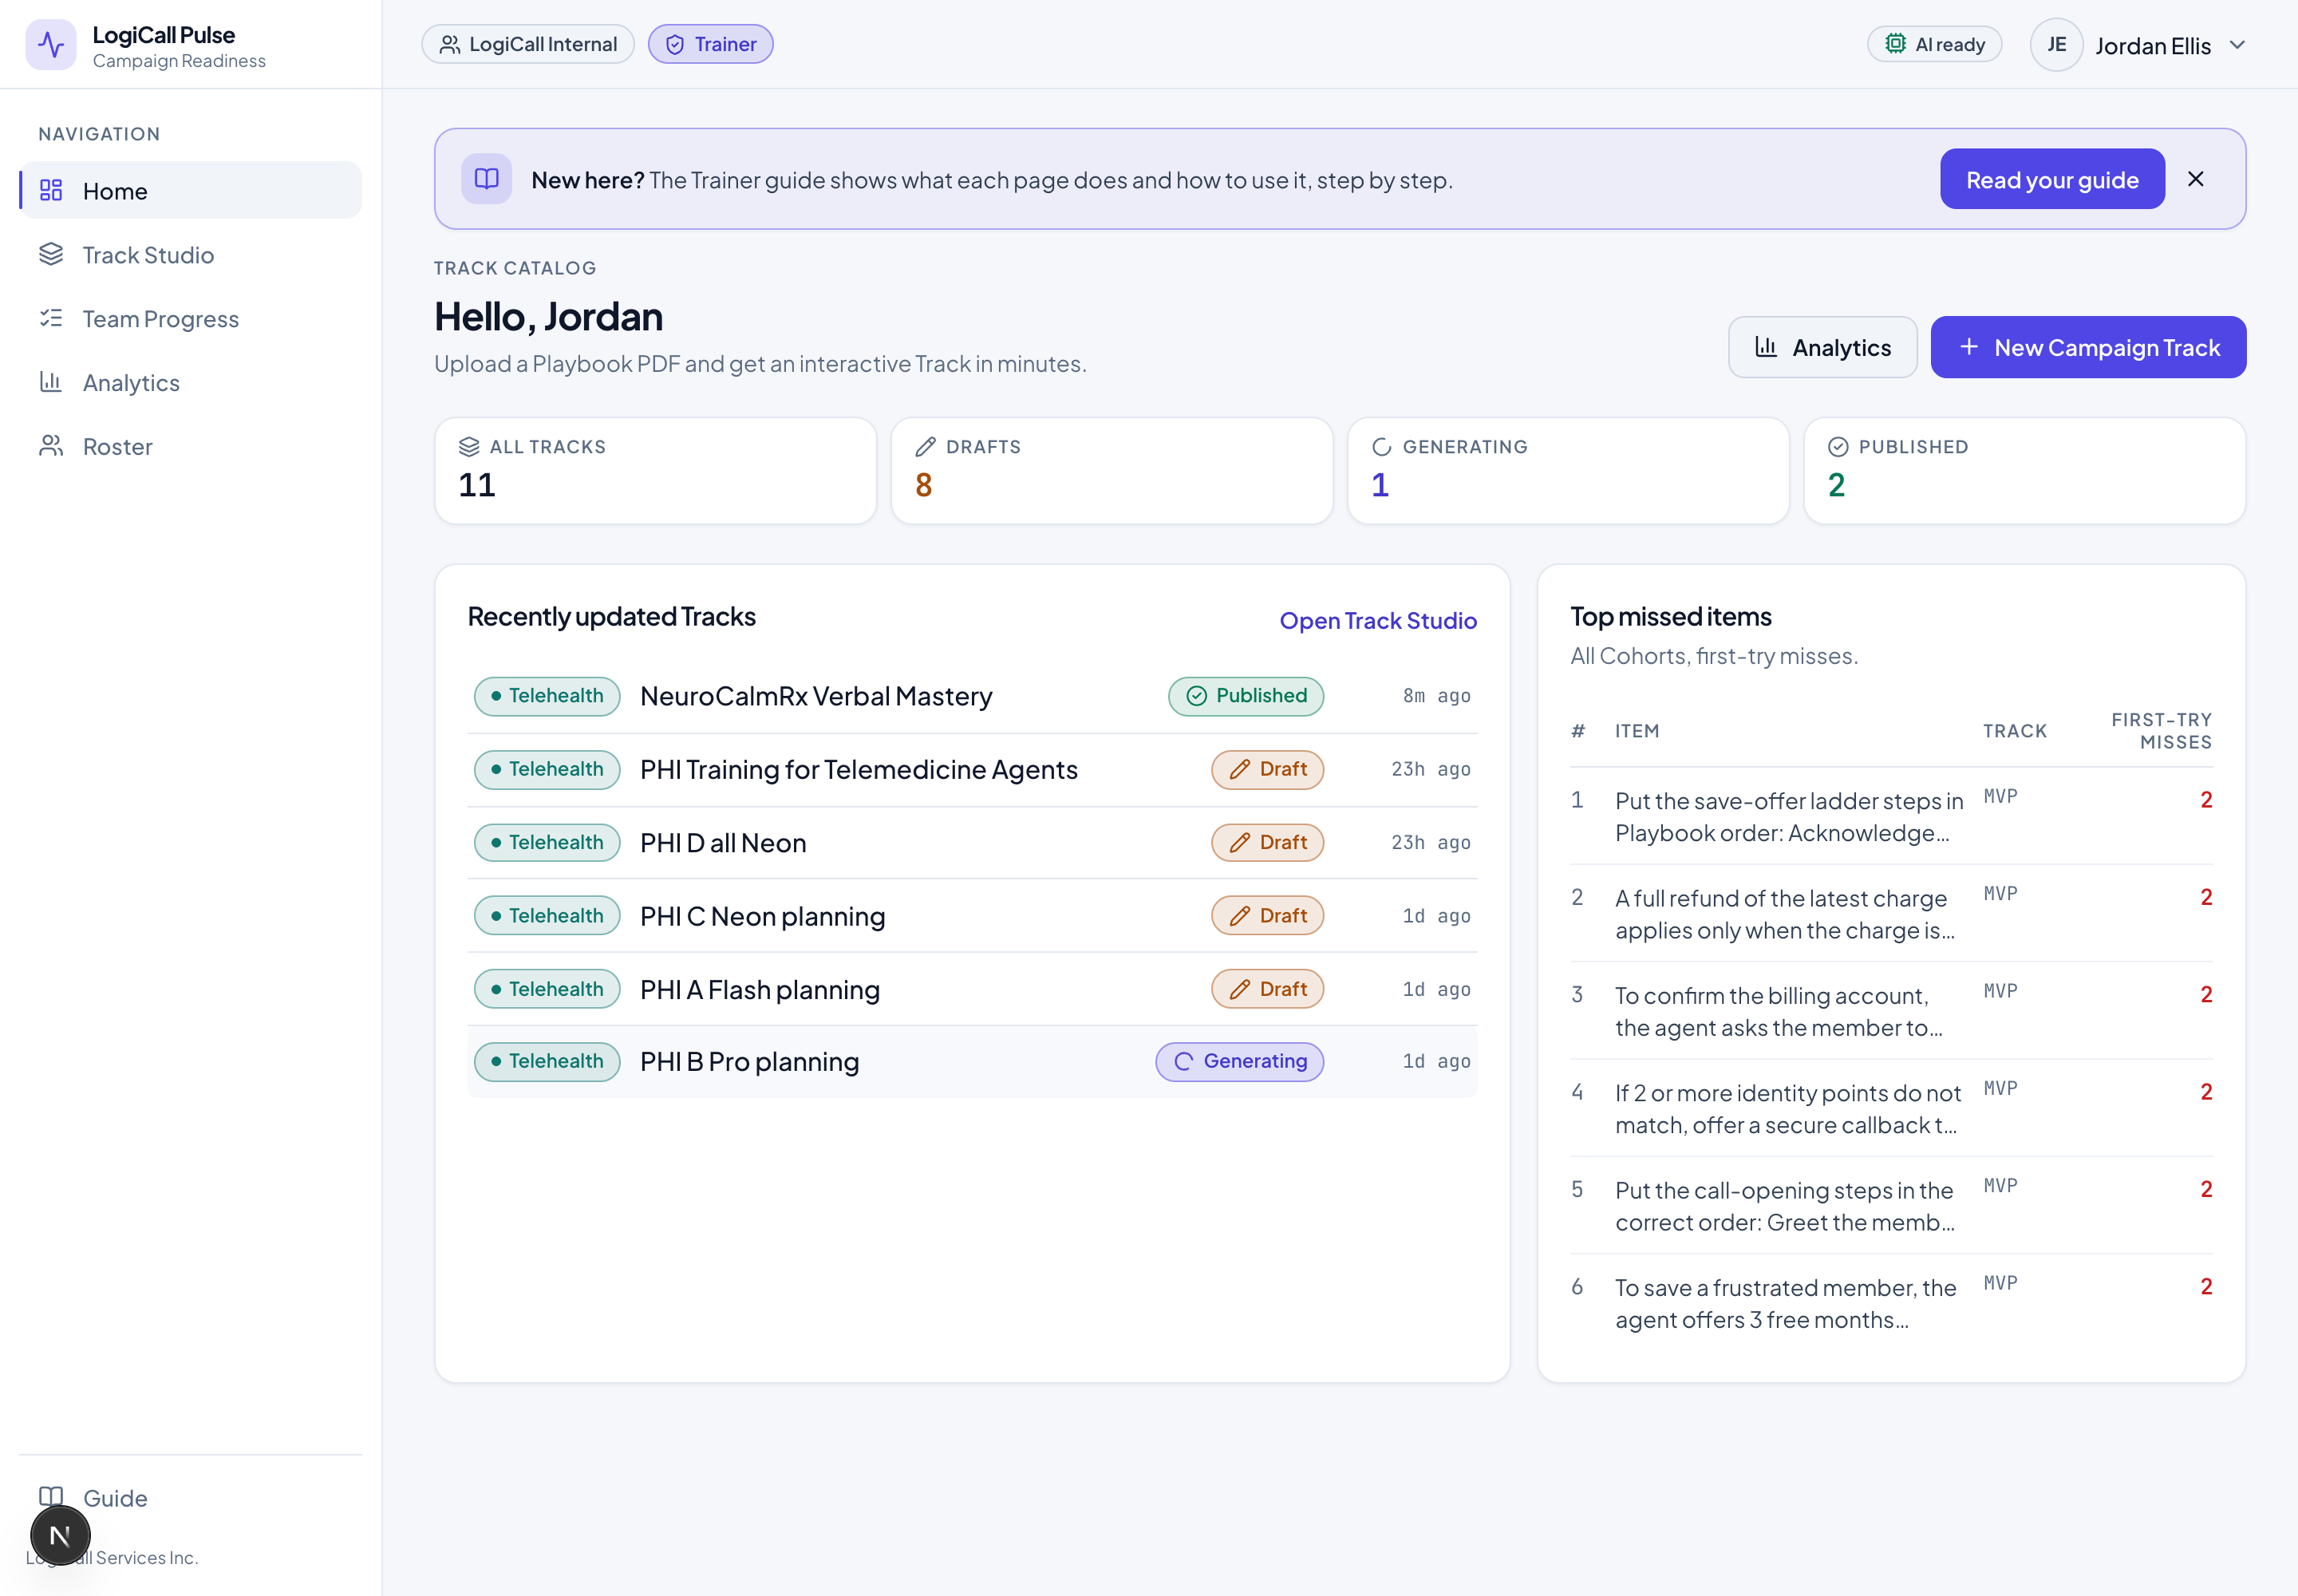 LogiCall Pulse
Campaign Readiness
LogiCall Internal
Trainer
AI ready
JE
Jordan Ellis
NAVIGATION
Home
Track Studio
Team Progress
Analytics
Roster
New here? The Trainer guide shows what each page does and how to use it, step by step.
Read your guide
TRACK CATALOG
Hello, Jordan
Upload a Playbook PDF and get an interactive Track in minutes.
Analytics
New Campaign Track
ALL TRACKS
11
DRAFTS
8
GENERATING
1
PUBLISHED
2
Recently updated Tracks
Open Track Studio
Telehealth NeuroCalmRx Verbal Mastery Published 8m ago
Telehealth PHI Training for Telemedicine Agents Draft 23h ago
Telehealth PHI D all Neon Draft 23h ago
Telehealth PHI C Neon planning Draft 1d ago
Telehealth PHI A Flash planning Draft 1d ago
Telehealth PHI B Pro planning Generating 1d ago
Top missed items
All Cohorts, first-try misses.
# ITEM TRACK FIRST-TRY
MISSES
1 Put the save-offer ladder steps in MVP 2
Playbook order: Acknowledge...
2 A full refund of the latest charge MVP 2
applies only when the charge is...
3 To confirm the billing account, MVP 2
the agent asks the member to...
4 If 2 or more identity points do not MVP 2
match, offer a secure callback t...
5 Put the call-opening steps in the MVP 2
correct order: Greet the memb...
6 To save a frustrated member, the MVP 2
agent offers 3 free months...
Guide
N
Services Inc.